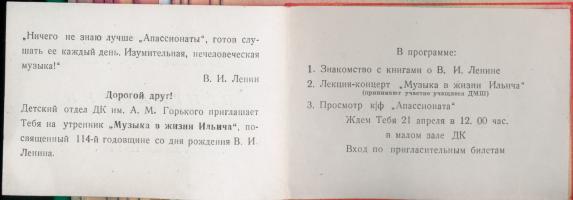 „Ничего не знаю лучше „Апассионаты“, готов слу-
шать ее каждый день. Изумительная, нечеловеческая
музыка!“
В. И. Ленин
Дорогой друг!
Детский отдел ДК им. А. М. Горького приглашает
Тебя на утренник „Музыка в жизни Ильича“, по-
священный 114-й годовщине со дня рождения В. И.
Ленина.
В программе:
1. Знакомство с книгами о В. И. Ленине
2. Лекция-концерт „Музыка в жизни Ильича“
(принимают участие учащиеся ДМШ)
3. Просмотр к/ф „Апассионата“
Ждем Тебя 21 апреля в 12. 00 час.
в малом зале ДК
Вход по пригласительным билетам